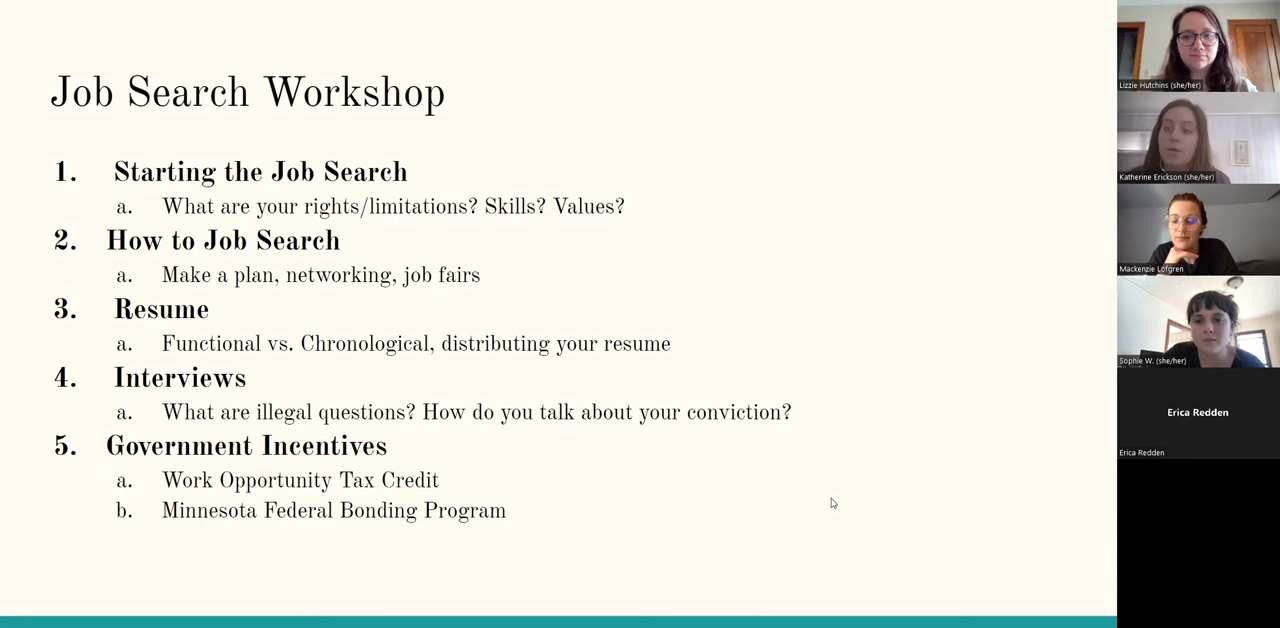 Job Search Workshop
1. Starting the Job Search
a. What are your rights/limitations? Skills? Values?
2. How to Job Search
a. Make a plan, networking, job fairs
3. Resume
a. Functional vs. Chronological, distributing your resume
4. Interviews
a. What are illegal questions? How do you talk about your conviction?
5. Government Incentives
a. Work Opportunity Tax Credit
b. Minnesota Federal Bonding Program
Lizzie Hutchins (she/her)
Katherine Erickson (she/her)
Mackenzie Lofgren
Sophie W. (she/her)
Erica Redden
Erica Redden